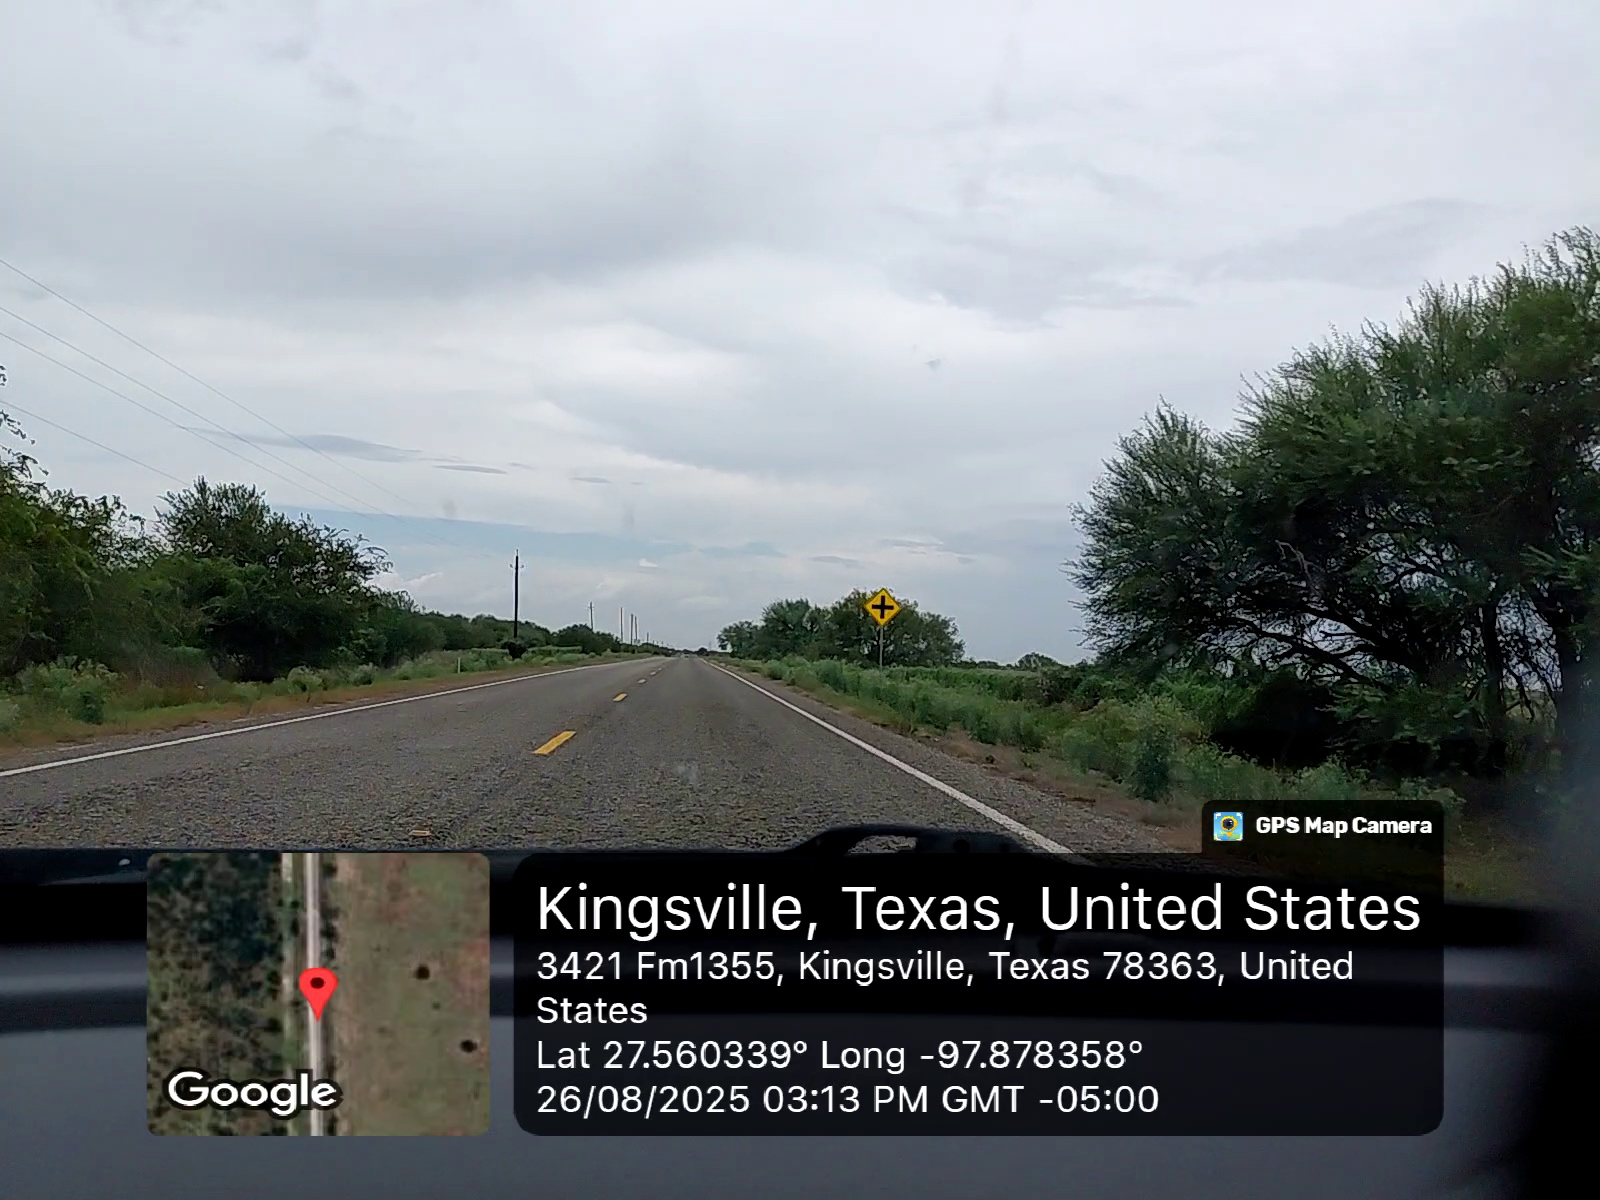 GPS Map Camera
Kingsville, Texas, United States
3421 Fm1355, Kingsville, Texas 78363, United
States
Lat 27.560339° Long -97.878358°
26/08/2025 03:13 PM GMT -05:00
Google